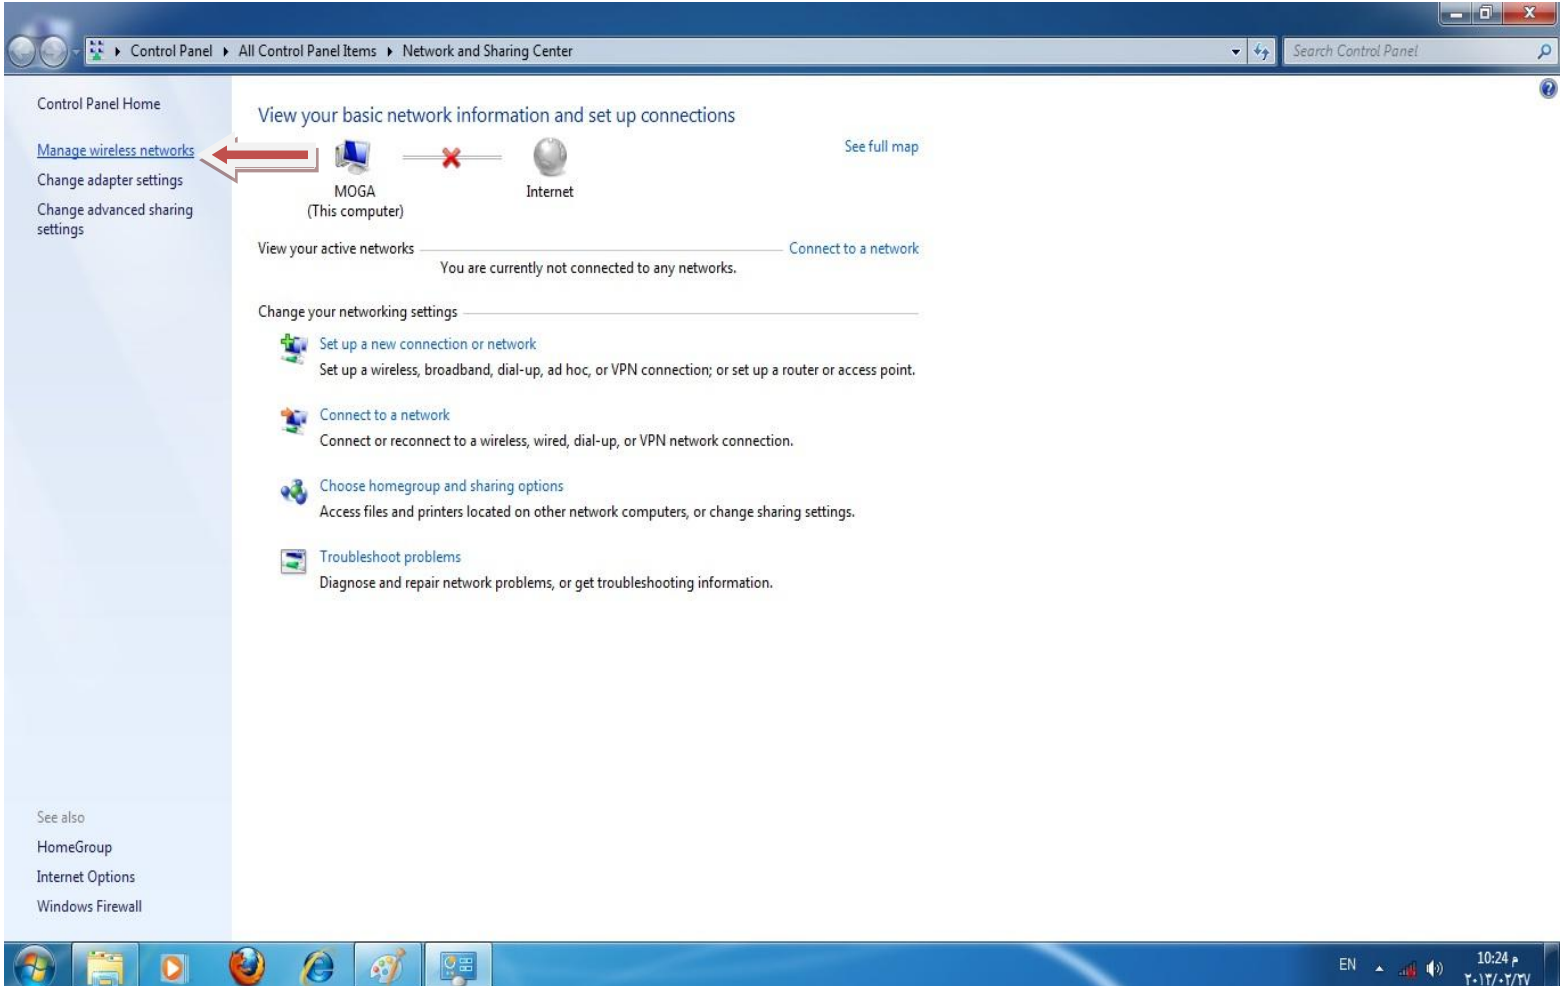 Control Panel ▸ All Control Panel Items ▸ Network and Sharing Center
Search Control Panel
Control Panel Home
Manage wireless networks
Change adapter settings
Change advanced sharing
settings
View your basic network information and set up connections
See full map
MOGA
(This computer)
Internet
View your active networks
Connect to a network
You are currently not connected to any networks.
Change your networking settings
Set up a new connection or network
Set up a wireless, broadband, dial-up, ad hoc, or VPN connection; or set up a router or access point.
Connect to a network
Connect or reconnect to a wireless, wired, dial-up, or VPN network connection.
Choose homegroup and sharing options
Access files and printers located on other network computers, or change sharing settings.
Troubleshoot problems
Diagnose and repair network problems, or get troubleshooting information.
See also
HomeGroup
Internet Options
Windows Firewall
EN
10:24 م
٢٠١٣/٠٢/٢٧